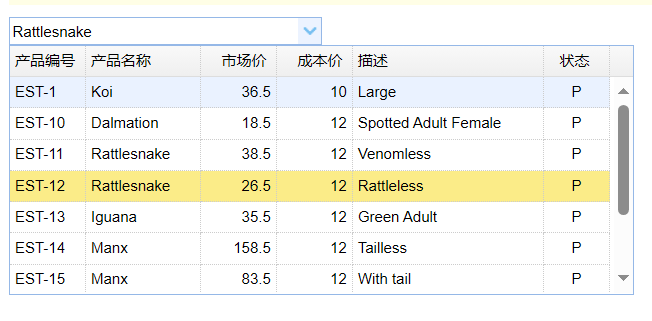 Rattlesnake
产品编号 产品名称 市场价 成本价 描述 状态
EST-1 Koi 36.5 10 Large P
EST-10 Dalmation 18.5 12 Spotted Adult Female P
EST-11 Rattlesnake 38.5 12 Venomless P
EST-12 Rattlesnake 26.5 12 Rattleless P
EST-13 Iguana 35.5 12 Green Adult P
EST-14 Manx 158.5 12 Tailless P
EST-15 Manx 83.5 12 With tail P